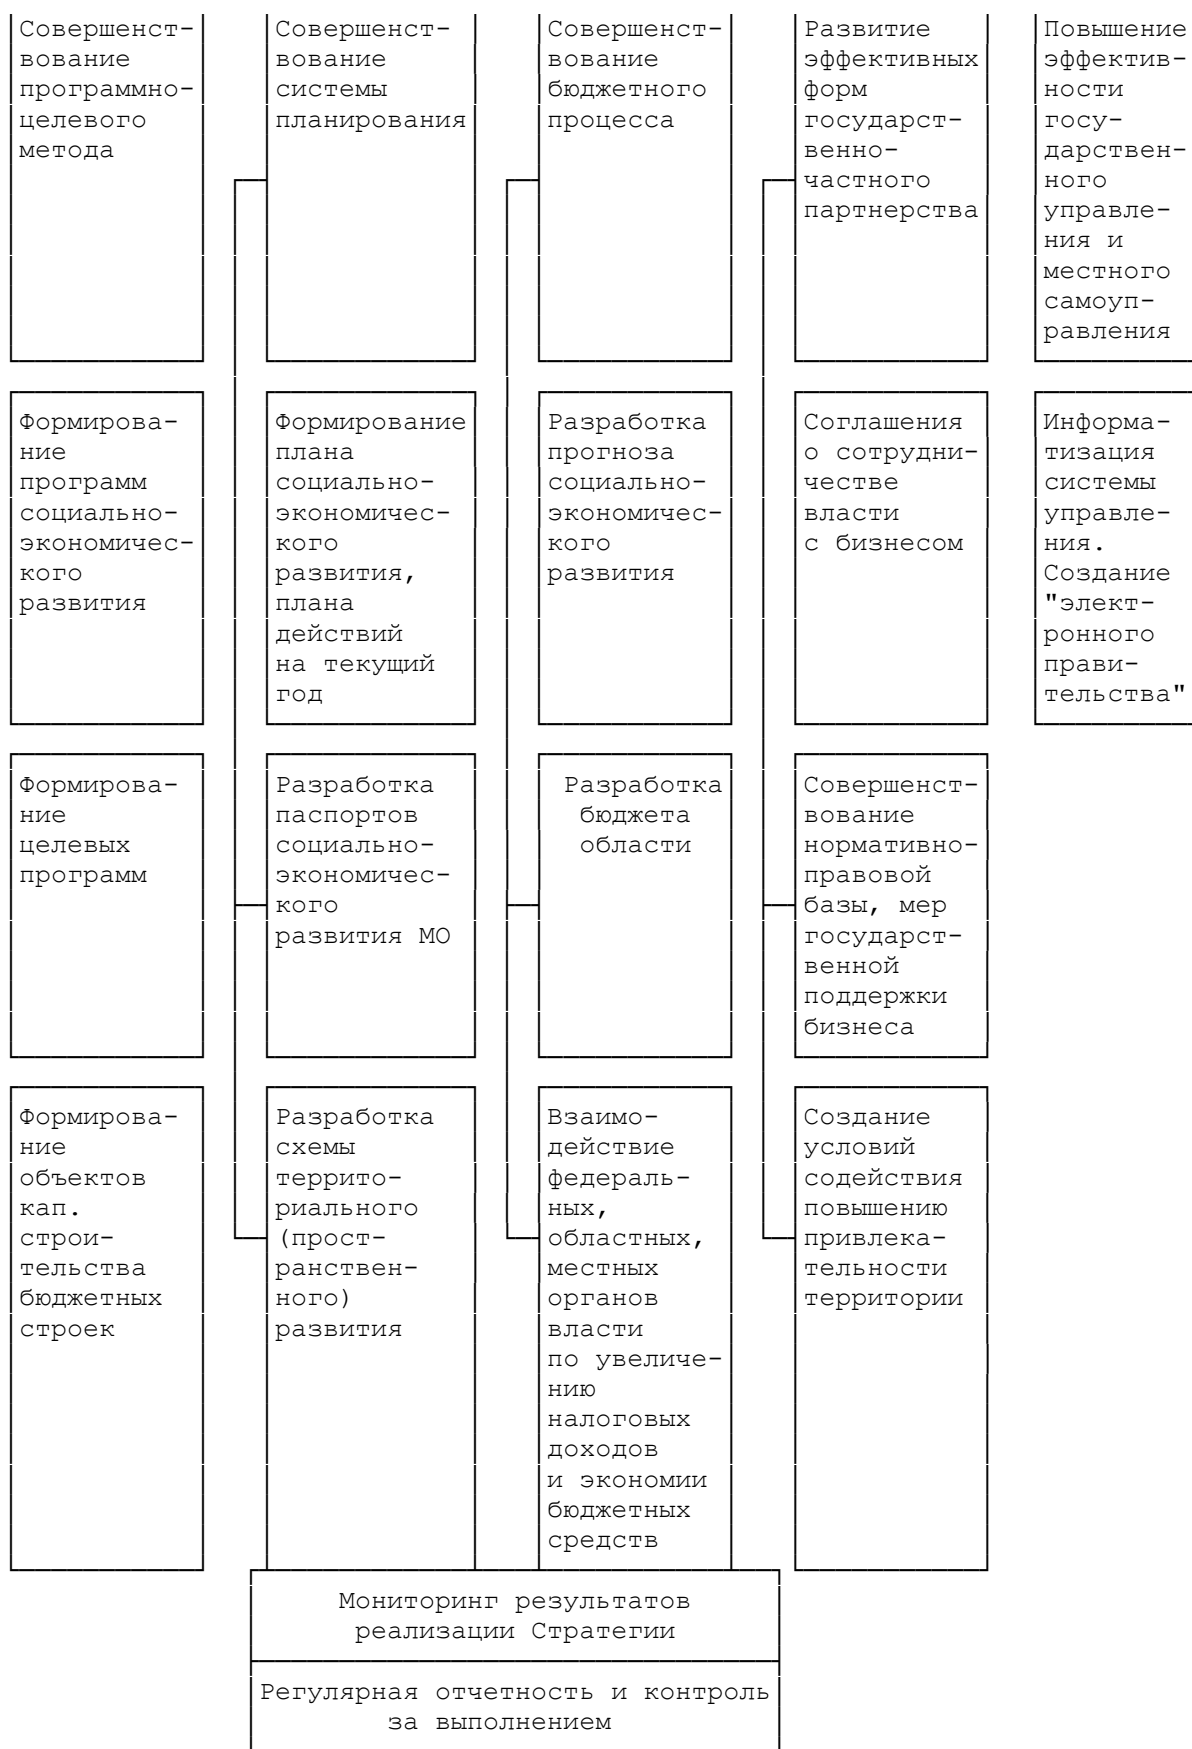 Совершенст-
вование
программно-
целевого
метода
Совершенст-
вование
системы
планирования
Совершенст-
вование
бюджетного
процесса
Развитие
эффективных
форм
государст-
венно-
частного
партнерства
Повышение
эффектив-
ности
госу-
дарствен-
ного
управле-
ния и
местного
самоуп-
равления
Формирова-
ние
программ
социально-
экономичес-
кого
развития
Формирование
плана
социально-
экономичес-
кого
развития,
плана
действий
на текущий
год
Разработка
прогноза
социально-
экономичес-
кого
развития
Соглашения
о сотрудни-
честве
власти
с бизнесом
Информа-
тизация
системы
управле-
ния.
Создание
"элект-
ронного
прави-
тельства"
Формирова-
ние
целевых
программ
Разработка
паспортов
социально-
экономичес-
кого
развития МО
Разработка
бюджета
области
Совершенст-
вование
нормативно-
правовой
базы, мер
государст-
венной
поддержки
бизнеса
Формирова-
ние
объектов
кап.
строи-
тельства
бюджетных
строек
Разработка
схемы
террито-
риального
(прост-
ранствен-
ного)
развития
Взаимо-
действие
федераль-
ных,
областных,
местных
органов
власти
по увеличе-
нию
налоговых
доходов
и экономии
бюджетных
средств
Создание
условий
содействия
повышению
привлека-
тельности
территории
Мониторинг результатов
реализации Стратегии
Регулярная отчетность и контроль
за выполнением